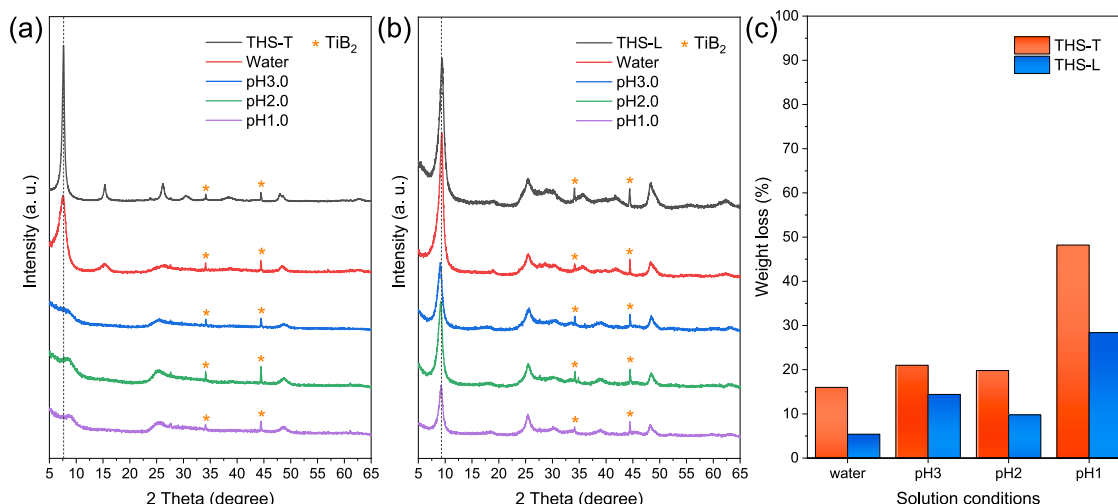 (a)
THS-T
* TiB2
Water
pH3.0
pH2.0
pH1.0
*
*
*
*
*
*
*
*
*
*
Intensity (a. u.)
5 10 15 20 25 30 35 40 45 50 55 60 65
2 Theta (degree)
(b)
THS-L
* TiB2
Water
pH3.0
pH2.0
pH1.0
*
*
*
*
*
*
*
*
*
*
Intensity (a. u.)
5 10 15 20 25 30 35 40 45 50 55 60 65
2 Theta (degree)
(c)
THS-T
THS-L
100
90
80
70
60
50
40
30
20
10
0
Weight loss (%)
water pH3 pH2 pH1
Solution conditions